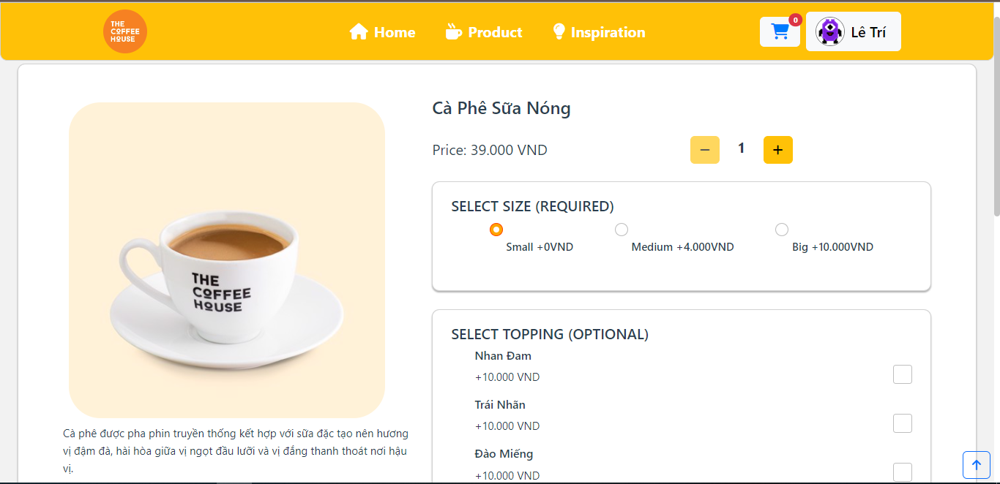 THE
COFFEE
HOUSE
Home
Product
Inspiration
0
Lê Trí
Cà Phê Sữa Nóng
Price: 39.000 VND
−
1
+
SELECT SIZE (REQUIRED)
Small +0VND
Medium +4.000VND
Big +10.000VND
THE
COFFEE
HOUSE
SELECT TOPPING (OPTIONAL)
Nhan Đam
+10.000 VND
Trái Nhãn
+10.000 VND
Đào Miếng
+10.000 VND
Cà phê được pha phin truyền thống kết hợp với sữa đặc tạo nên hương
vị đậm đà, hài hòa giữa vị ngọt đầu lưỡi và vị đắng thanh thoát nơi hậu
vị.